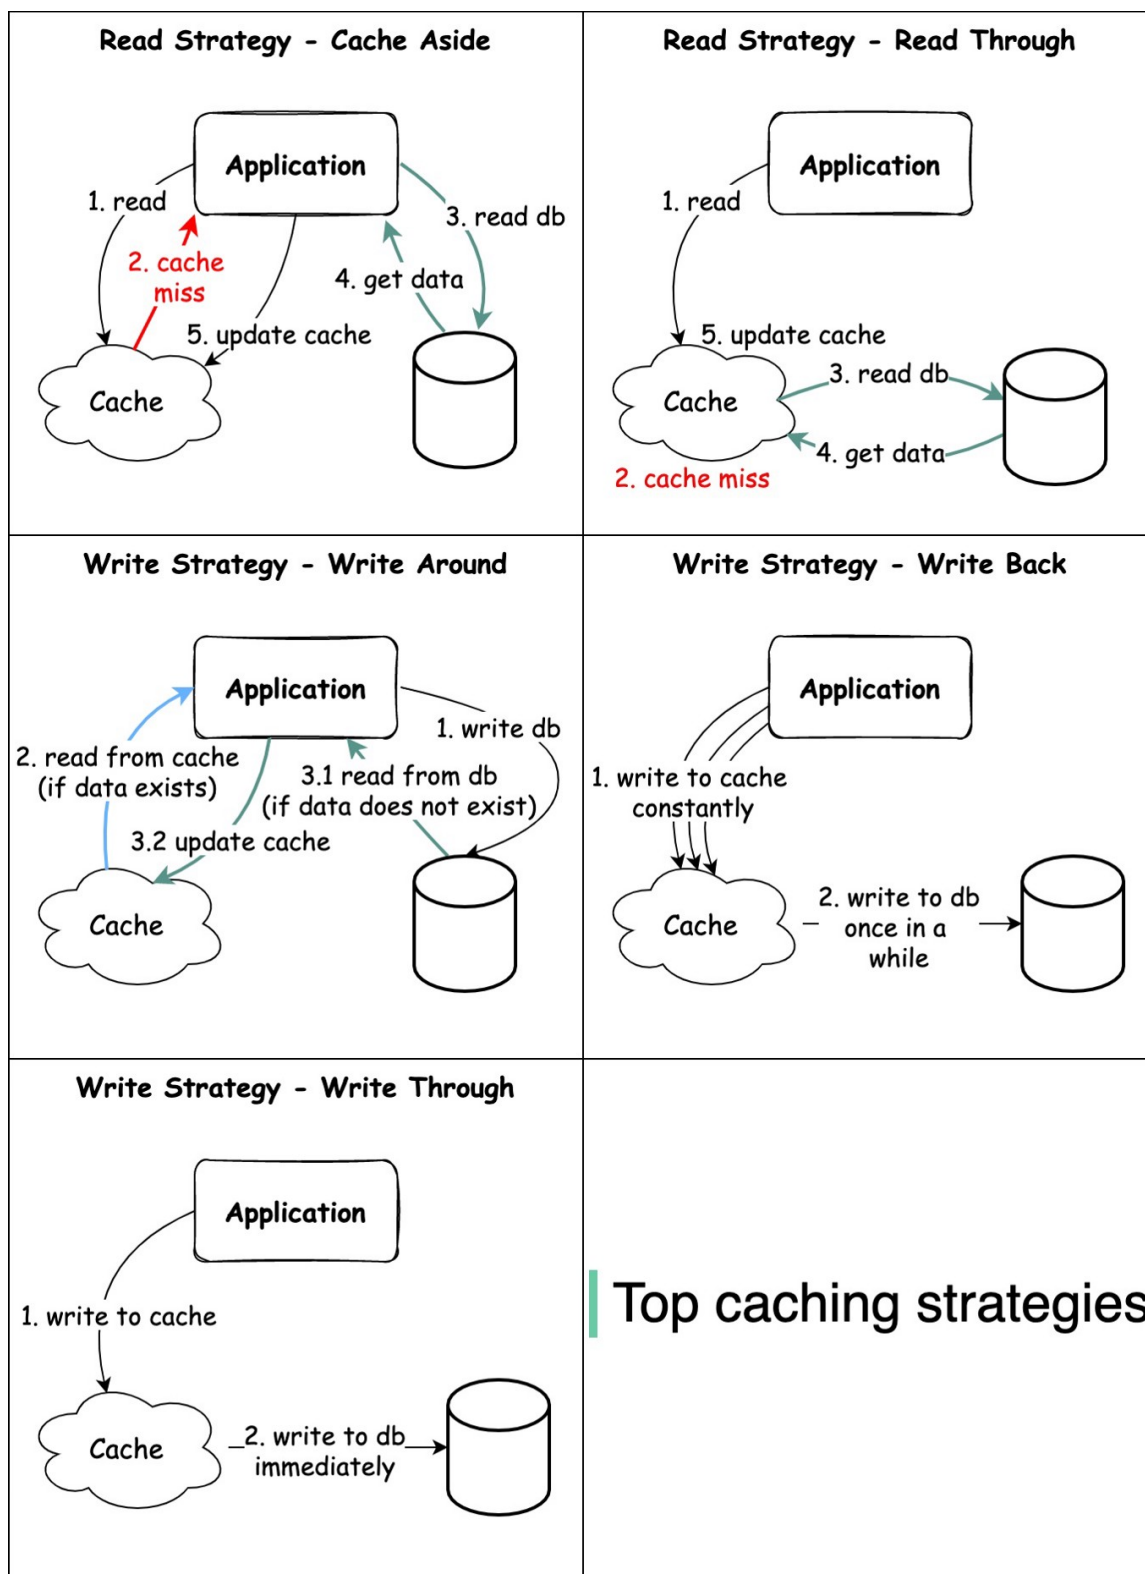 Read Strategy - Cache Aside
Application
1. read
3. read db
2. cache
miss
4. get data
5. update cache
Cache
Read Strategy - Read Through
Application
1. read
5. update cache
3. read db
Cache
4. get data
2. cache miss
Write Strategy - Write Around
Application
1. write db
2. read from cache
(if data exists)
3.1 read from db
(if data does not exist)
3.2 update cache
Cache
Write Strategy - Write Back
Application
1. write to cache
constantly
Cache
2. write to db
once in a
while
Write Strategy - Write Through
Application
1. write to cache
Cache
2. write to db
immediately
Top caching strategies